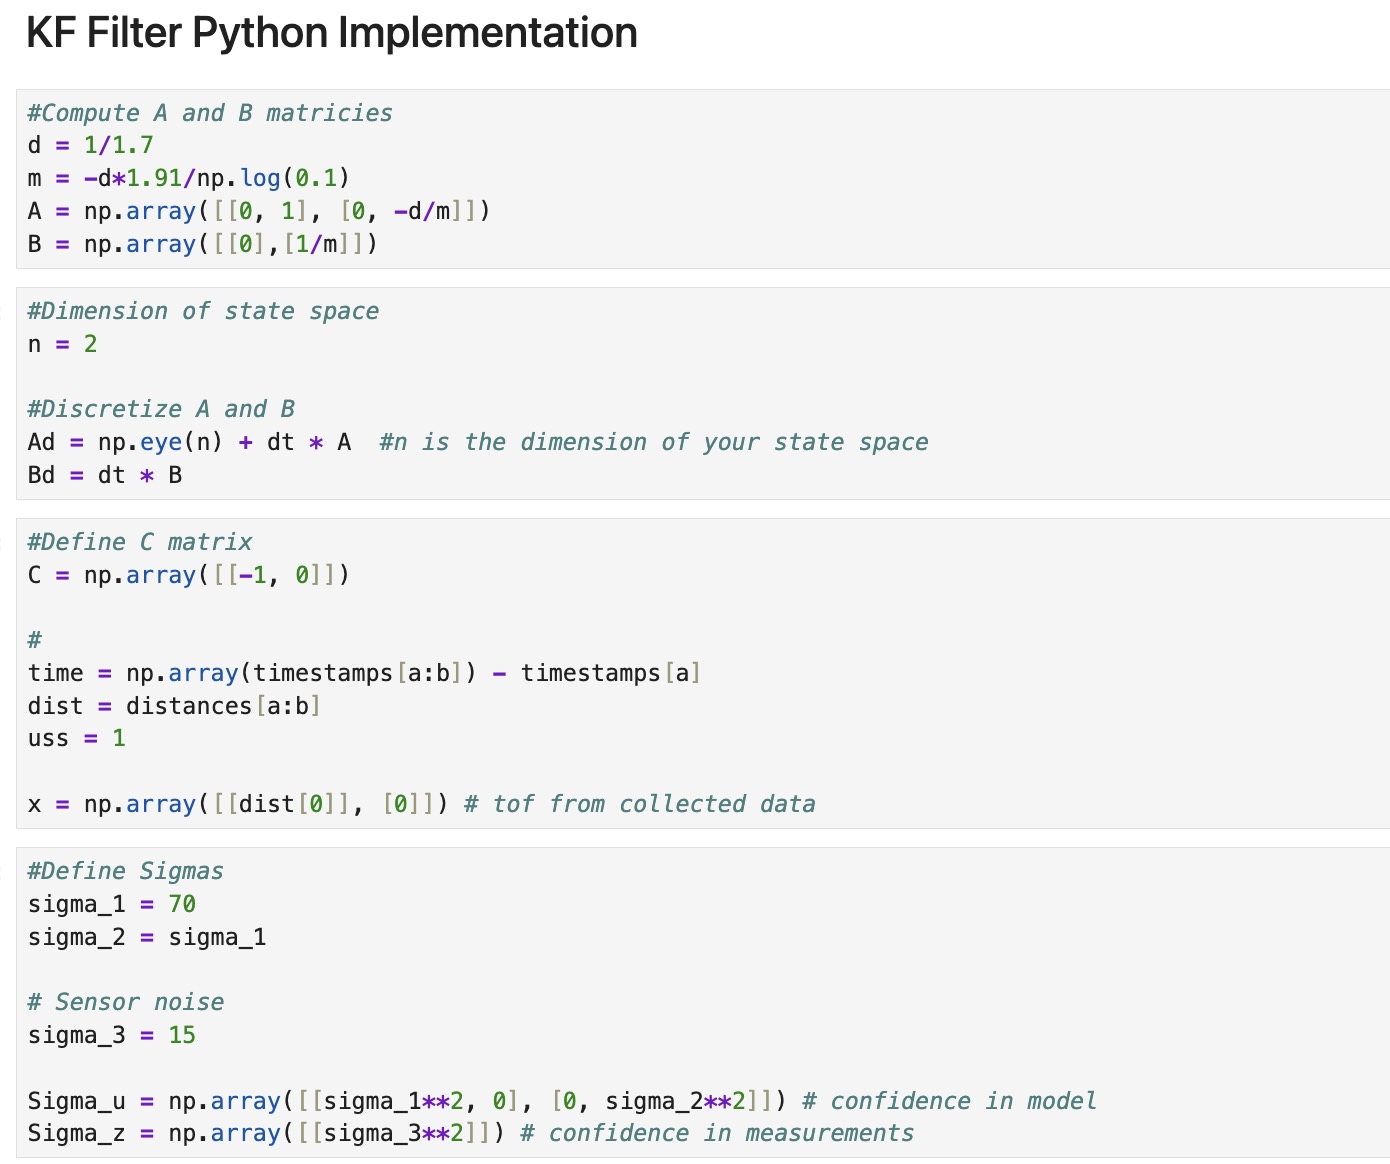 KF Filter Python Implementation
#Compute A and B matricies
d = 1/1.7
m = -d*1.91/np.log(0.1)
A = np.array([[0, 1], [0, -d/m]])
B = np.array([[0],[1/m]])
#Dimension of state space
n = 2
#Discretize A and B
Ad = np.eye(n) + dt * A  #n is the dimension of your state space
Bd = dt * B
#Define C matrix
C = np.array([[-1, 0]])
#
time = np.array(timestamps[a:b]) - timestamps[a]
dist = distances[a:b]
uss = 1
x = np.array([[dist[0]], [0]]) # tof from collected data
#Define Sigmas
sigma_1 = 70
sigma_2 = sigma_1
# Sensor noise
sigma_3 = 15
Sigma_u = np.array([[sigma_1**2, 0], [0, sigma_2**2]]) # confidence in model
Sigma_z = np.array([[sigma_3**2]]) # confidence in measurements